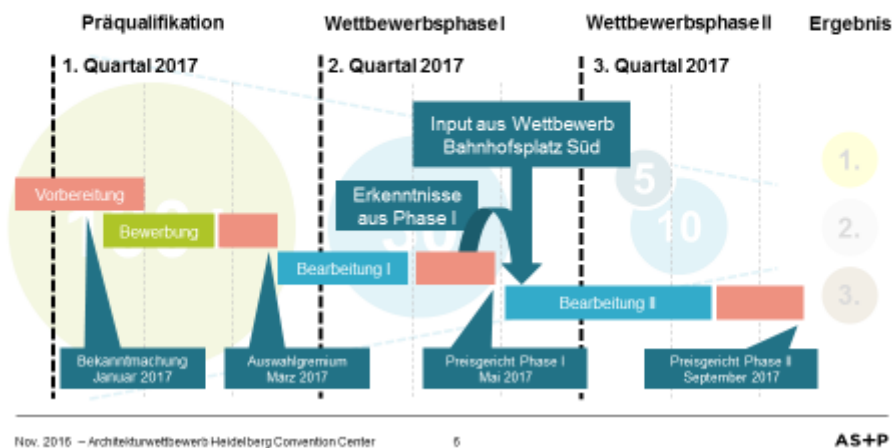 Präqualifikation
Wettbewerbsphase I
Wettbewerbsphase II
Ergebnis
1. Quartal 2017
2. Quartal 2017
3. Quartal 2017
Input aus Wettbewerb
Bahnhofsplatz Süd
Vorbereitung
Erkenntnisse
aus Phase I
5
10
1.
2.
3.
Bewerbung
Bearbeitung I
Bearbeitung II
Bekanntmachung
Januar 2017
Auswahlgremium
März 2017
Preisgericht Phase I
Mai 2017
Preisgericht Phase II
September 2017
Nov. 2016 – Architekturwettbewerb Heidelberg Convention Center
6
AS+P